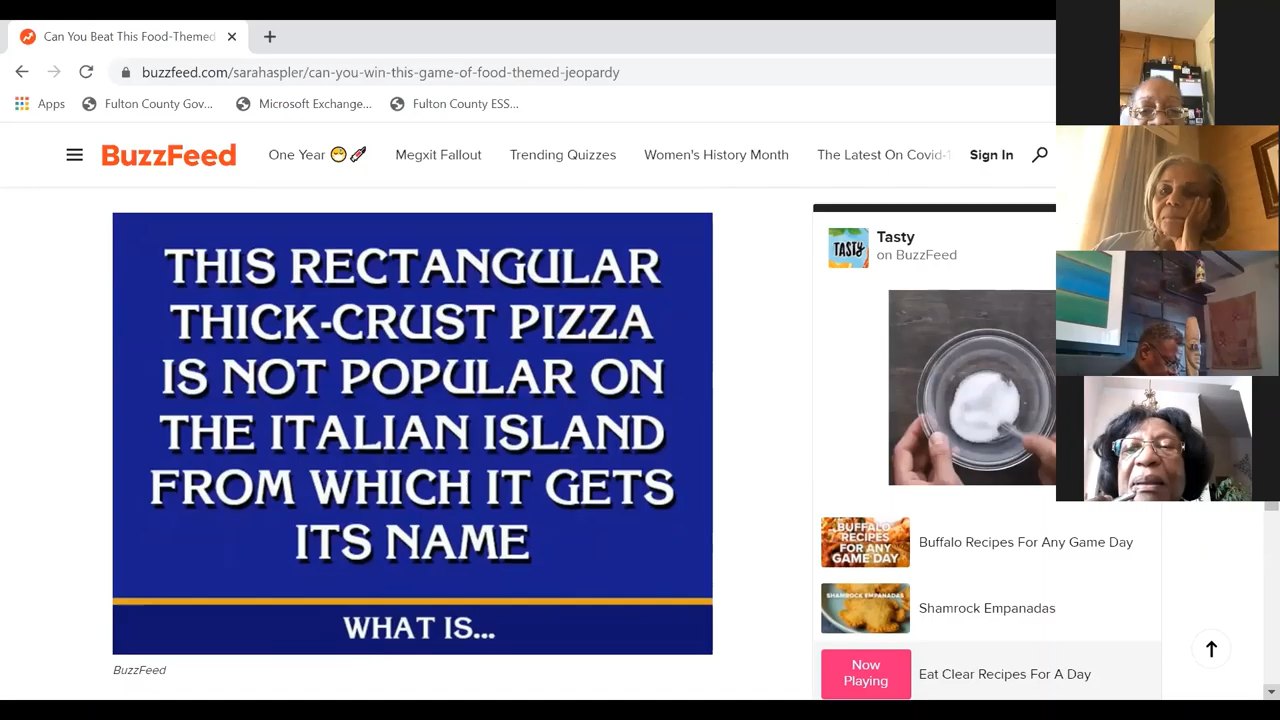 Can You Beat This Food-Themed
buzzfeed.com/sarahaspler/can-you-win-this-game-of-food-themed-jeopardy
Apps
Fulton County Gov...
Microsoft Exchange...
Fulton County ESS...
BuzzFeed
One Year
Megxit Fallout
Trending Quizzes
Women's History Month
The Latest On Covid-1
Sign In
THIS RECTANGULAR
THICK-CRUST PIZZA
IS NOT POPULAR ON
THE ITALIAN ISLAND
FROM WHICH IT GETS
ITS NAME
WHAT IS...
BuzzFeed
TASTY
Tasty
on BuzzFeed
BUFFALO
RECIPES
FOR ANY
GAME DAY
Buffalo Recipes For Any Game Day
SHAMROCK EMPANADAS
Shamrock Empanadas
Now
Playing
Eat Clear Recipes For A Day